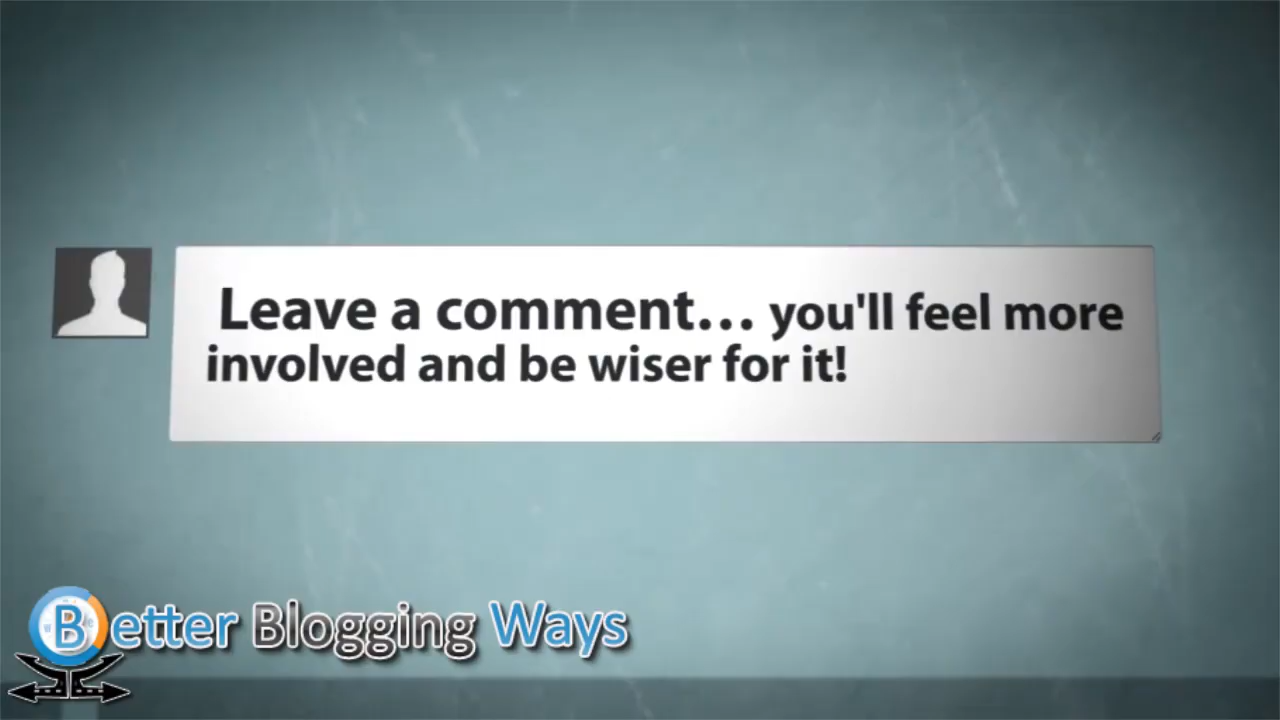 Leave a comment… you'll feel more
involved and be wiser for it!
Better Blogging Ways